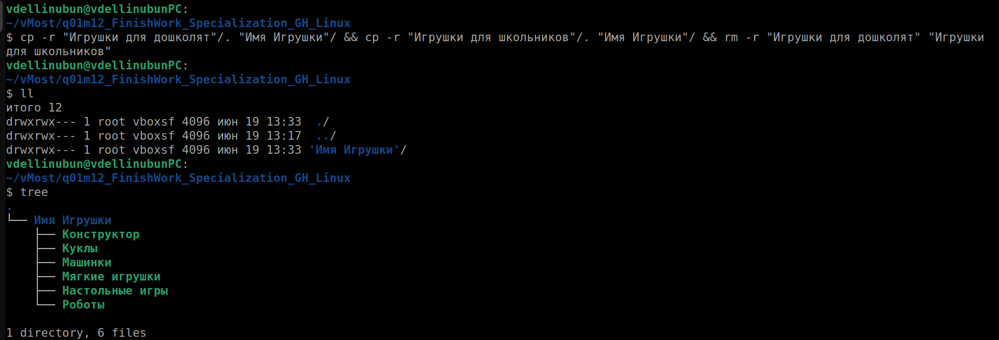 vdellinubun@vdellinubunPC:
~/vMost/q01m12_FinishWork_Specialization_GH_Linux
$ cp -r "Игрушки для дошколят"/. "Имя Игрушки"/ && cp -r "Игрушки для школьников"/. "Имя Игрушки"/ && rm -r "Игрушки для дошколят" "Игрушки
для школьников"
vdellinubun@vdellinubunPC:
~/vMost/q01m12_FinishWork_Specialization_GH_Linux
$ ll
итого 12
drwxrwx--- 1 root vboxsf 4096 июн 19 13:33  ./
drwxrwx--- 1 root vboxsf 4096 июн 19 13:17  ../
drwxrwx--- 1 root vboxsf 4096 июн 19 13:33 'Имя Игрушки'/
vdellinubun@vdellinubunPC:
~/vMost/q01m12_FinishWork_Specialization_GH_Linux
$ tree
.
└── Имя Игрушки
    ├── Конструктор
    ├── Куклы
    ├── Машинки
    ├── Мягкие игрушки
    ├── Настольные игры
    └── Роботы
1 directory, 6 files